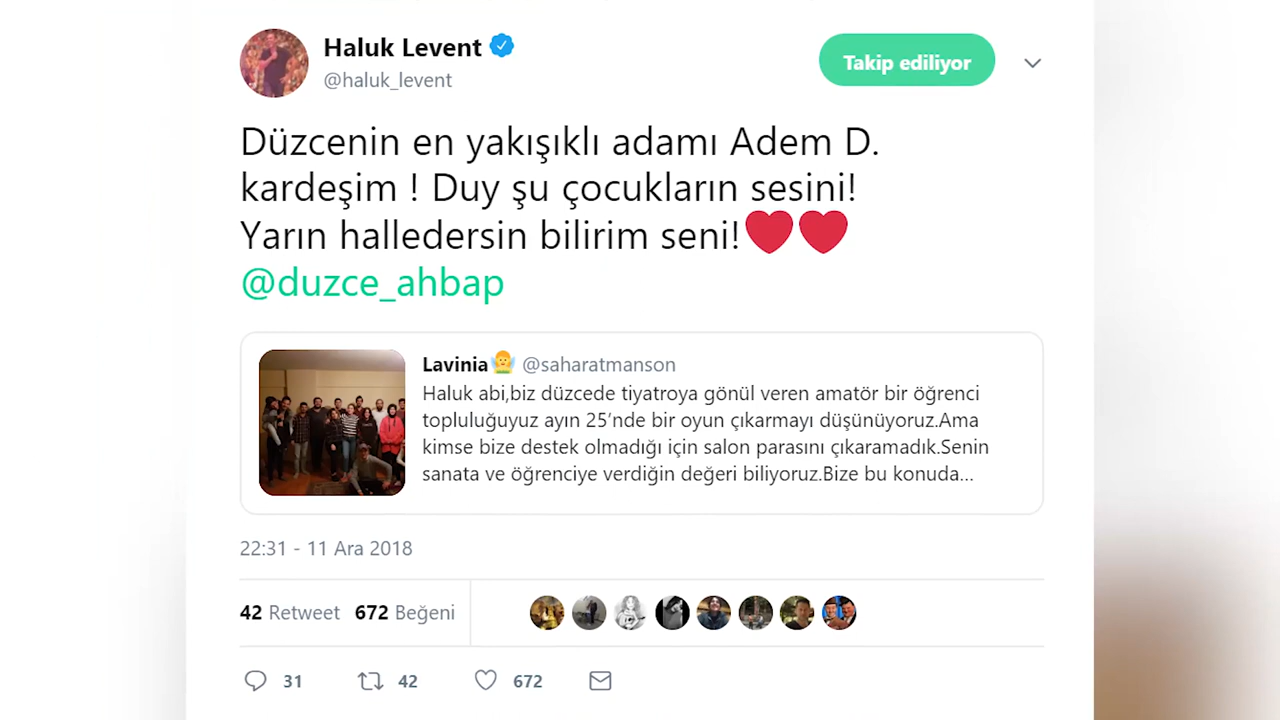 Haluk Levent
@haluk_levent
Takip ediliyor
Düzcenin en yakışıklı adamı Adem D.
kardeşim ! Duy şu çocukların sesini!
Yarın halledersin bilirim seni!❤️❤️
@duzce_ahbap
Lavinia @saharatmanson
Haluk abi,biz düzcede tiyatroya gönül veren amatör bir öğrenci
topluluğuyuz ayın 25’nde bir oyun çıkarmayı düşünüyoruz.Ama
kimse bize destek olmadığı için salon parasını çıkaramadık.Senin
sanata ve öğrenciye verdiğin değeri biliyoruz.Bize bu konuda...
22:31 - 11 Ara 2018
42 Retweet 672 Beğeni
31 42 672